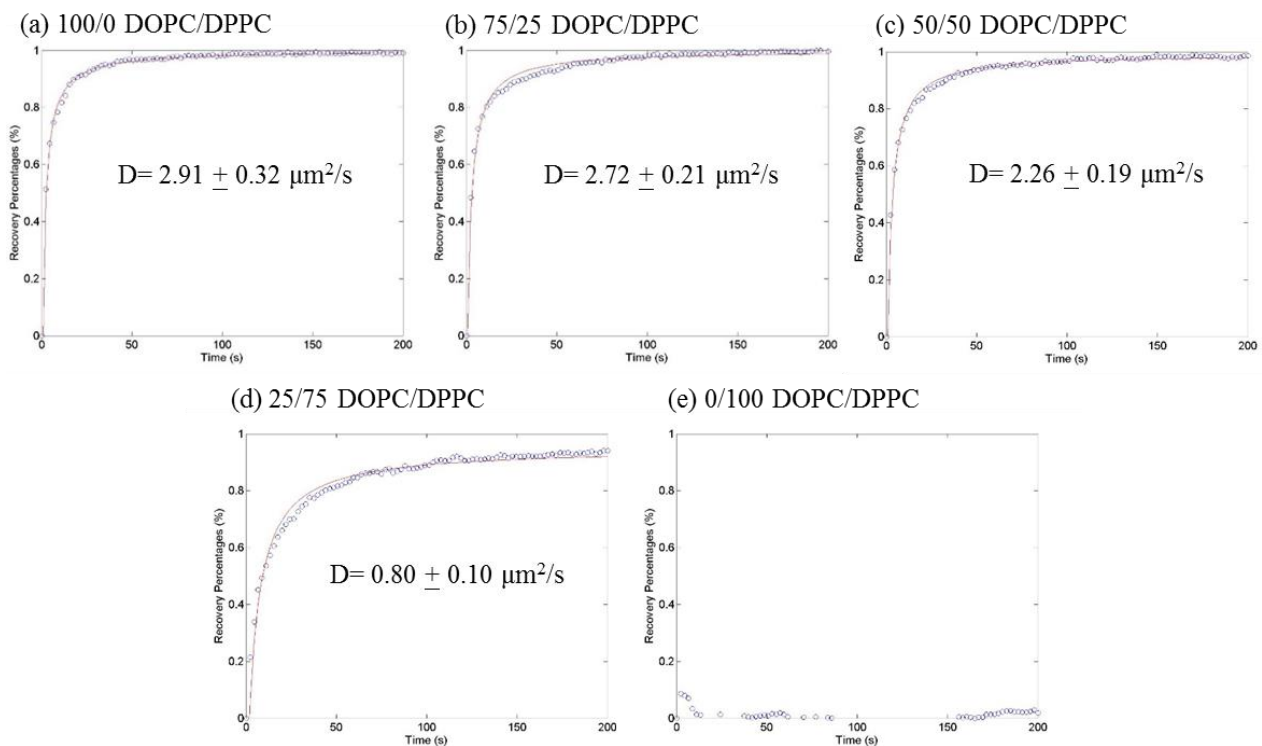 (a) 100/0 DOPC/DPPC
Recovery Percentages (%)
1
0.8
0.6
0.4
0.2
0
D= 2.91 ± 0.32 μm²/s
0 50 100 150 200
Time (s)
(b) 75/25 DOPC/DPPC
Recovery Percentages (%)
1
0.8
0.6
0.4
0.2
0
D= 2.72 ± 0.21 μm²/s
0 50 100 150 200
Time (s)
(c) 50/50 DOPC/DPPC
Recovery Percentages (%)
1
0.8
0.6
0.4
0.2
0
D= 2.26 ± 0.19 μm²/s
0 50 100 150 200
Time (s)
(d) 25/75 DOPC/DPPC
Recovery Percentages (%)
1
0.8
0.6
0.4
0.2
0
D= 0.80 ± 0.10 μm²/s
0 50 100 150 200
Time (s)
(e) 0/100 DOPC/DPPC
Recovery Percentages (%)
1
0.8
0.6
0.4
0.2
0
0 50 100 150 200
Time (s)